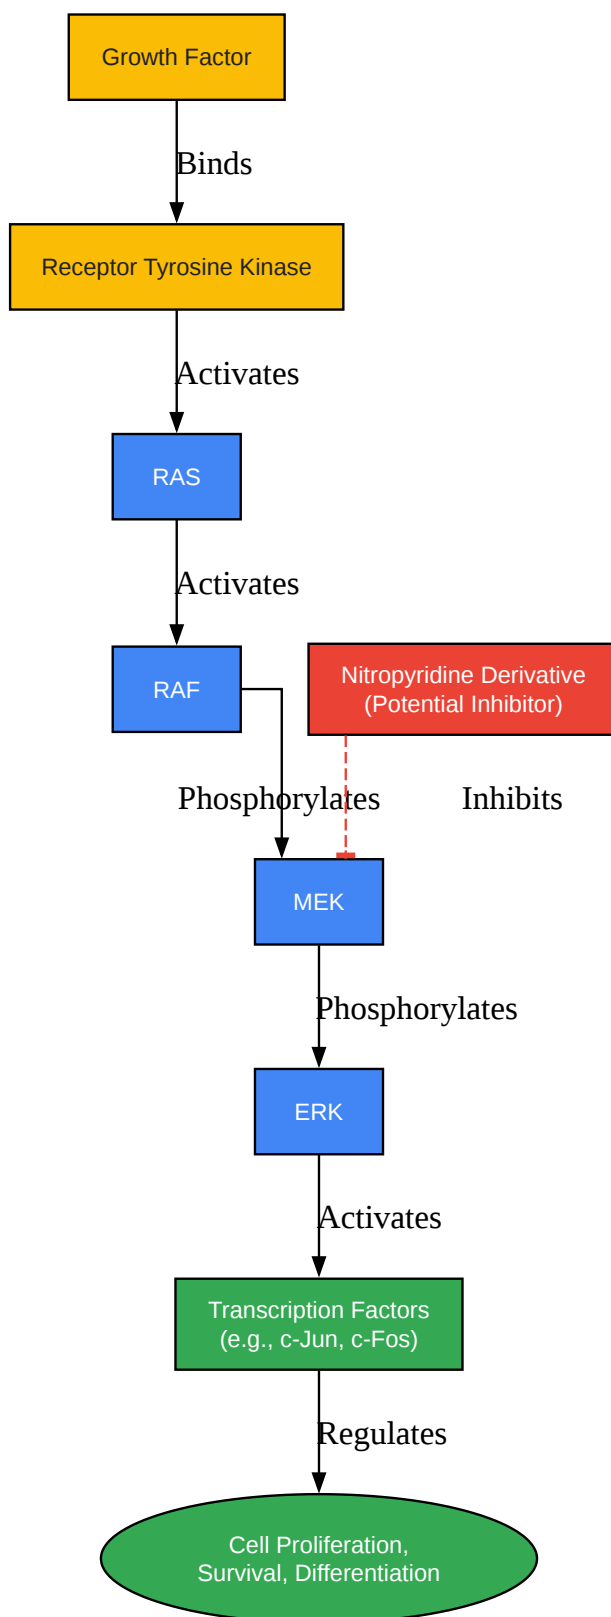 Growth Factor
Binds
Receptor Tyrosine Kinase
Activates
RAS
Activates
RAF
Nitropyridine Derivative
(Potential Inhibitor)
Phosphorylates
Inhibits
MEK
Phosphorylates
ERK
Activates
Transcription Factors
(e.g., c-Jun, c-Fos)
Regulates
Cell Proliferation,
Survival, Differentiation